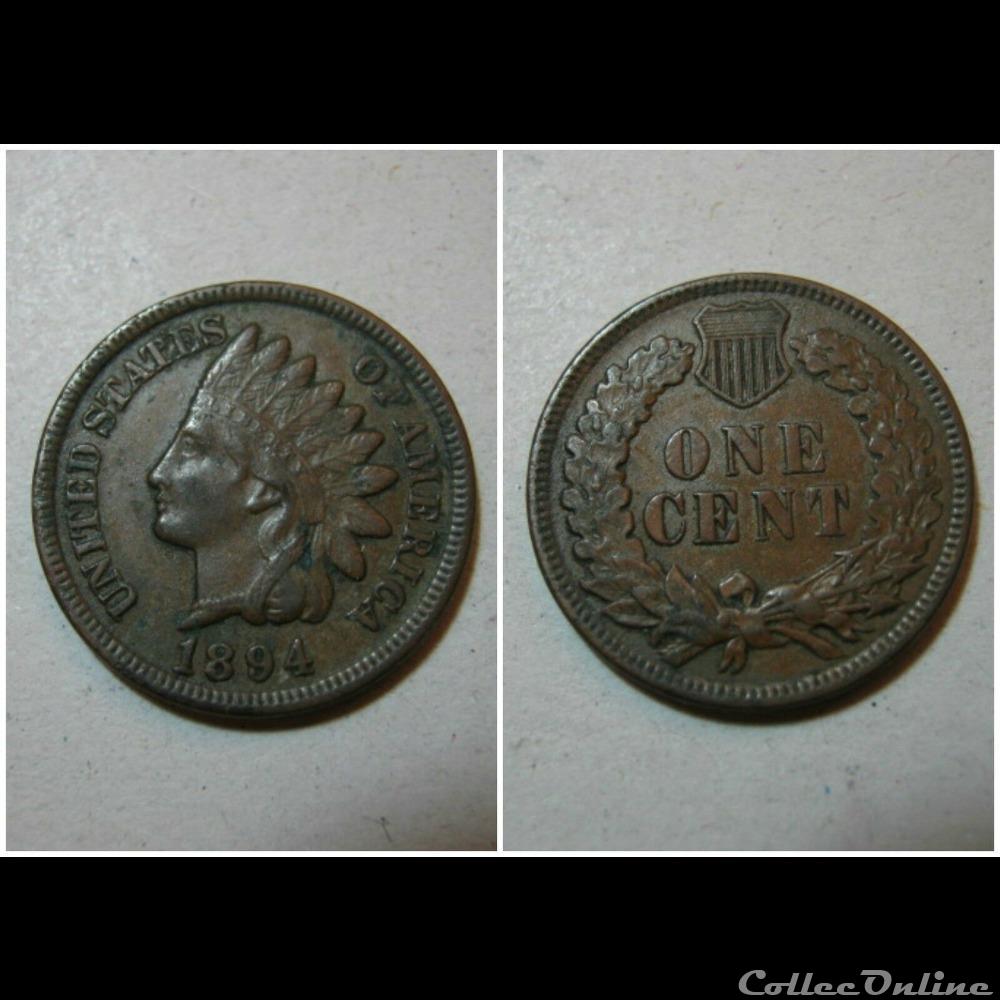 UNITED STATES OF AMERICA
1894
ONE
CENT
CollecOnline